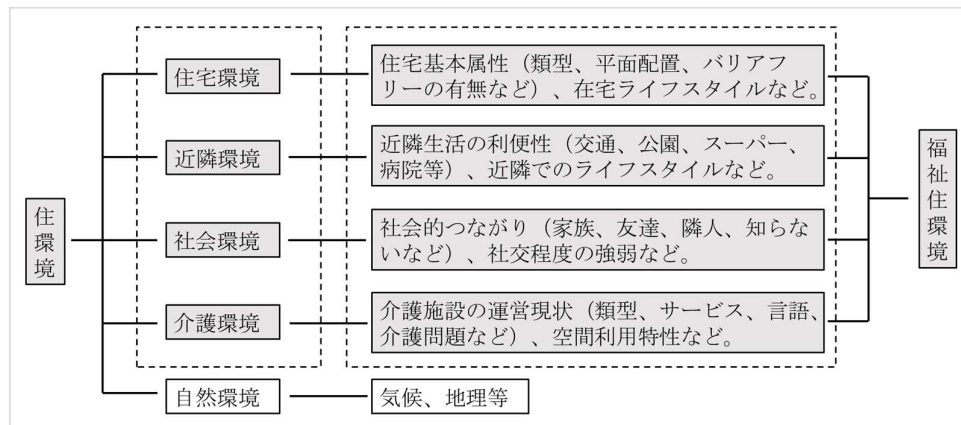 住環境
住宅環境
住宅基本属性（類型、平面配置、バリアフ
リーの有無など）、在宅ライフスタイルなど。
近隣環境
近隣生活の利便性（交通、公園、スーパー、
病院等）、近隣でのライフスタイルなど。
社会環境
社会的つながり（家族、友達、隣人、知らな
いなど）、社交程度の強弱など。
介護環境
介護施設の運営現状（類型、サービス、言語、
介護問題など）、空間利用特性など。
自然環境
気候、地理等
福祉住環境